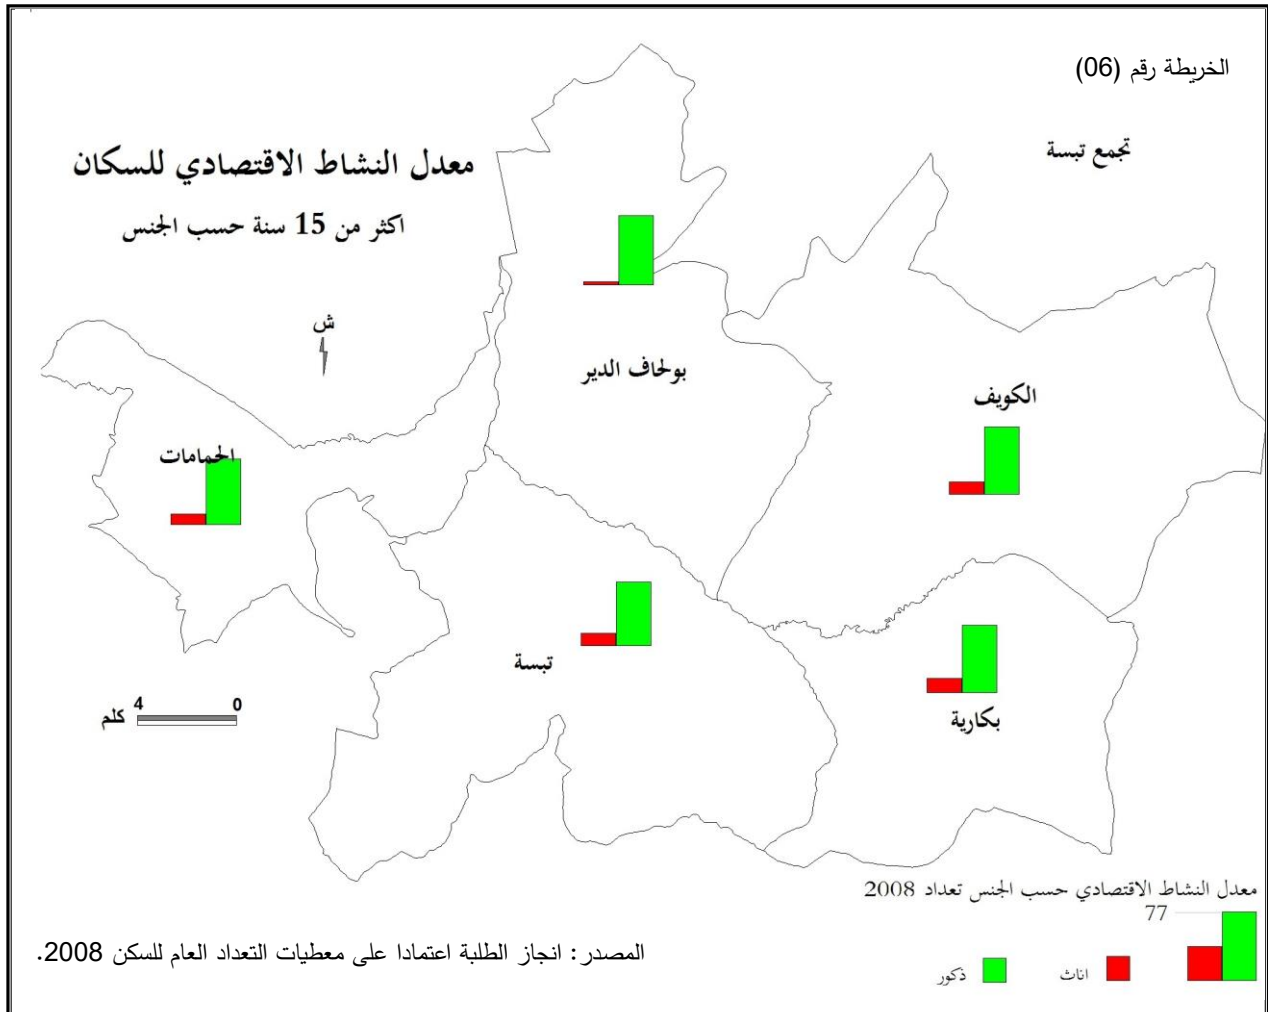 الخريطة رقم (06)
تجمع تبسة
معدل النشاط الاقتصادي للسكان
اكثر من 15 سنة حسب الجنس
ش
بولحاف الدير
الكويف
الحمامات
تبسة
بكارية
4 0
كلم
معدل النشاط الاقتصادي حسب الجنس تعداد 2008
77
اناث
ذكور
المصدر: انجاز الطلبة اعتمادا على معطيات التعداد العام للسكن 2008.